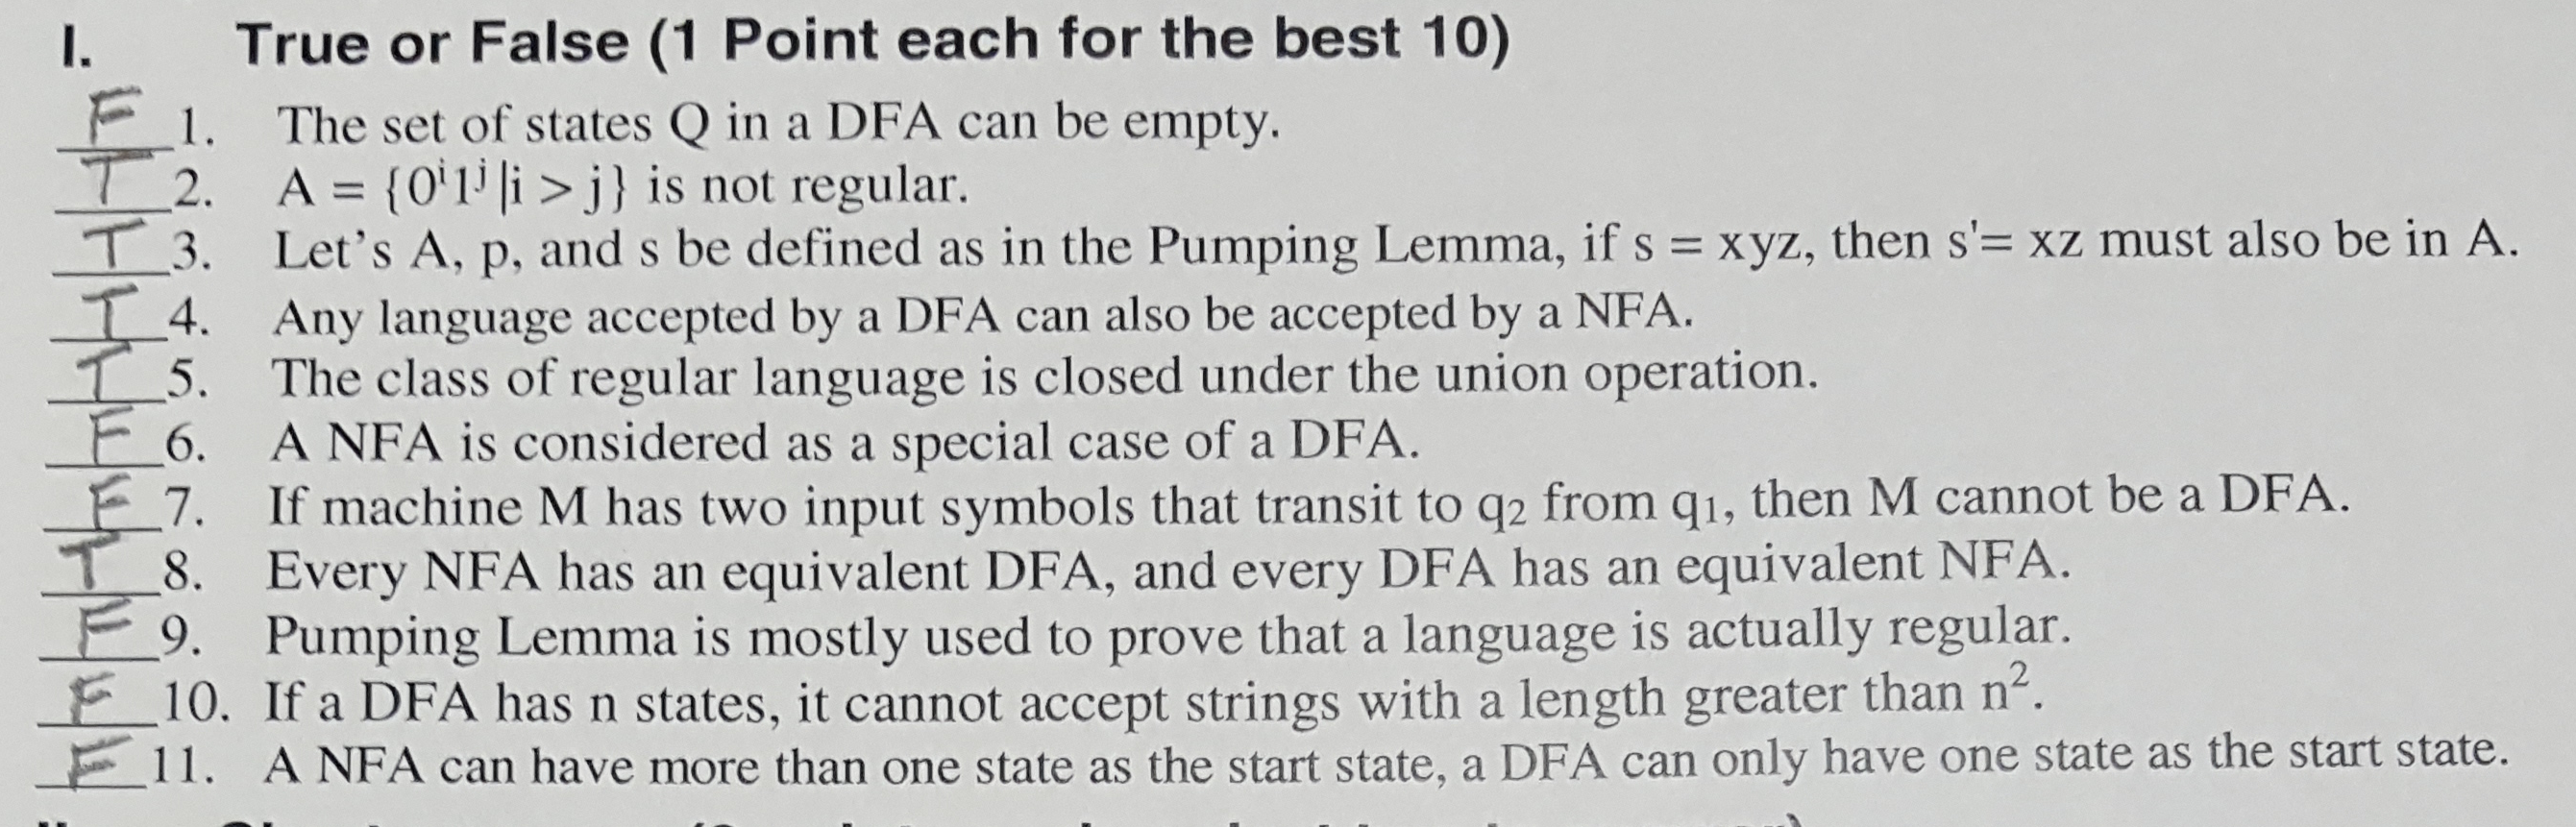 I. True or False (1 Point each for the best 10)
F 1. The set of states Q in a DFA can be empty.
T 2. A = {0ⁱ1ʲ|i > j} is not regular.
T 3. Let's A, p, and s be defined as in the Pumping Lemma, if s = xyz, then s'= xz must also be in A.
T 4. Any language accepted by a DFA can also be accepted by a NFA.
T 5. The class of regular language is closed under the union operation.
F 6. A NFA is considered as a special case of a DFA.
F 7. If machine M has two input symbols that transit to q₂ from q₁, then M cannot be a DFA.
T 8. Every NFA has an equivalent DFA, and every DFA has an equivalent NFA.
F 9. Pumping Lemma is mostly used to prove that a language is actually regular.
F 10. If a DFA has n states, it cannot accept strings with a length greater than n².
F 11. A NFA can have more than one state as the start state, a DFA can only have one state as the start state.